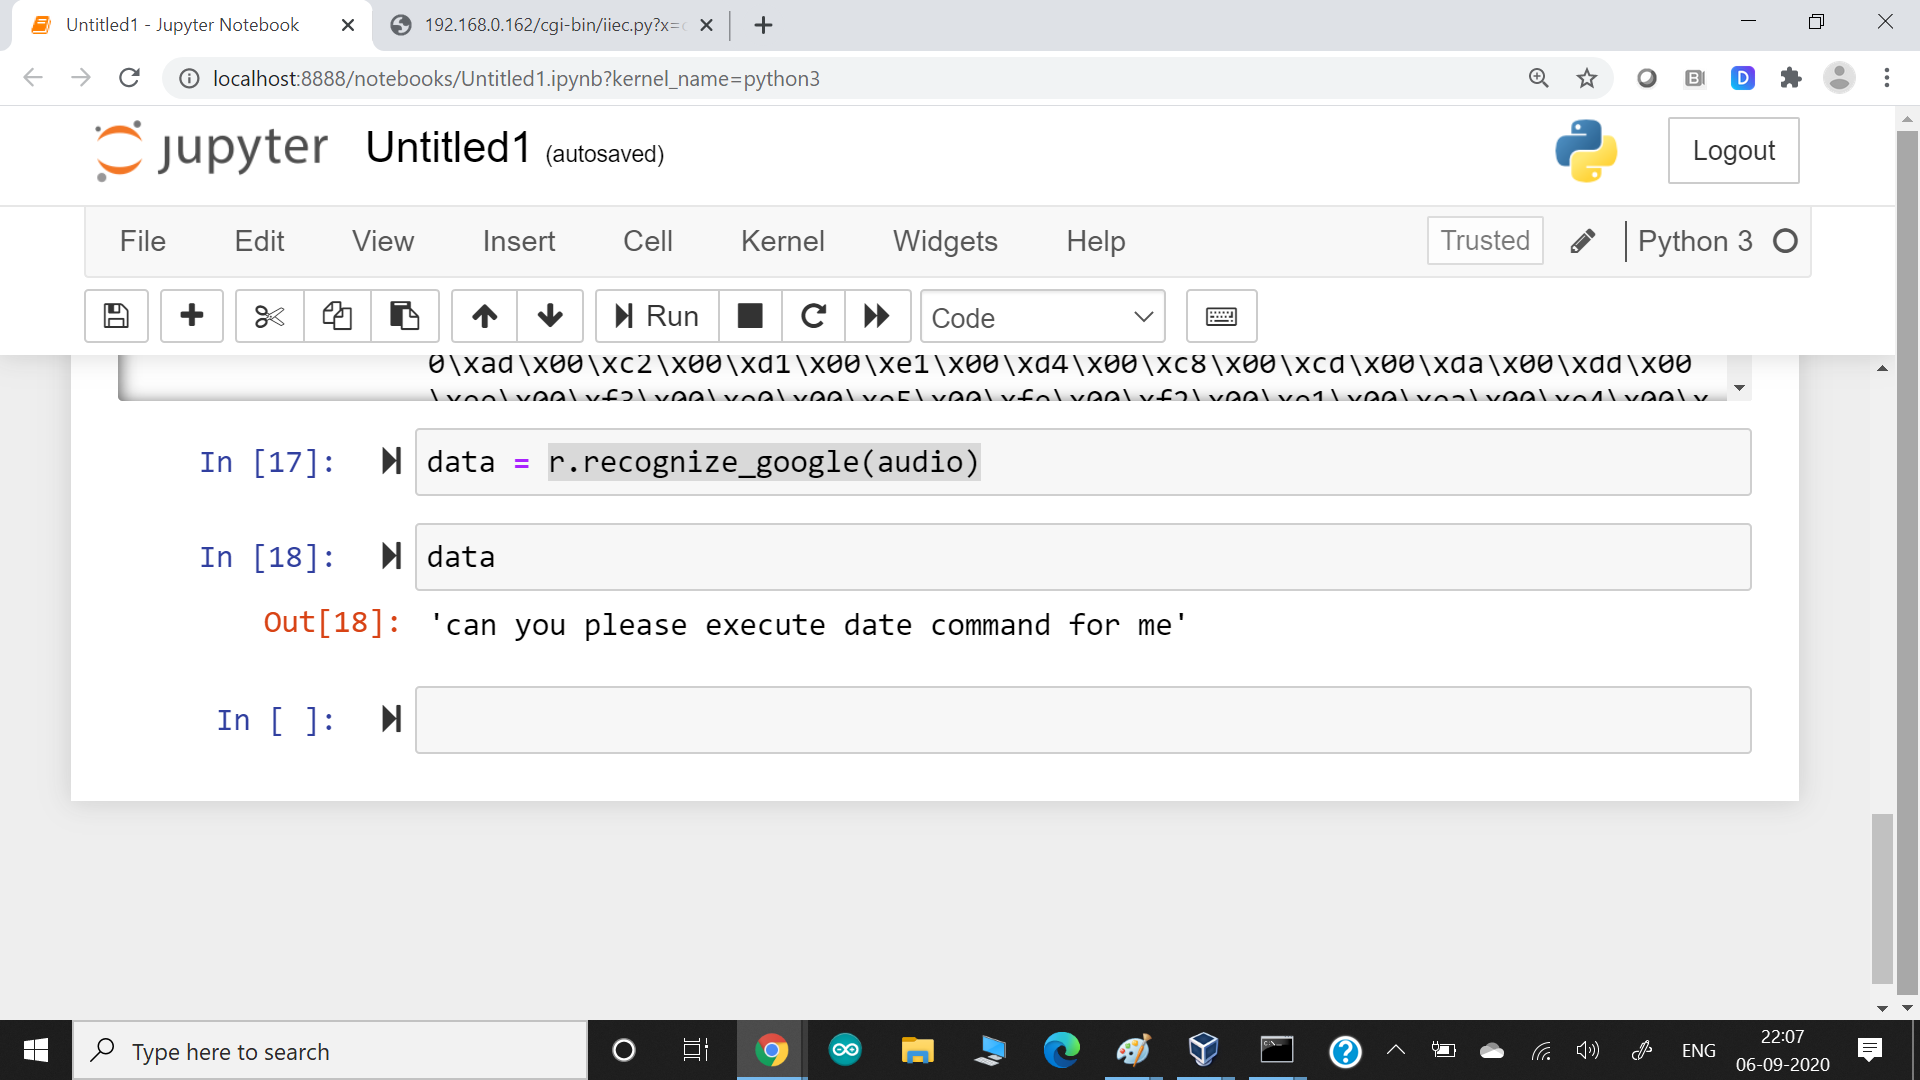 Untitled1 - Jupyter Notebook
192.168.0.162/cgi-bin/iiec.py?x=
localhost:8888/notebooks/Untitled1.ipynb?kernel_name=python3
jupyter Untitled1 (autosaved)
Logout
File Edit View Insert Cell Kernel Widgets Help
Trusted
Python 3
Run
Code
0\xad\x00\xc2\x00\xd1\x00\xe1\x00\xd4\x00\xc8\x00\xcd\x00\xda\x00\xdd\x00
In [17]: data = r.recognize_google(audio)
In [18]: data
Out[18]: 'can you please execute date command for me'
In [ ]:
Type here to search
ENG
22:07
06-09-2020